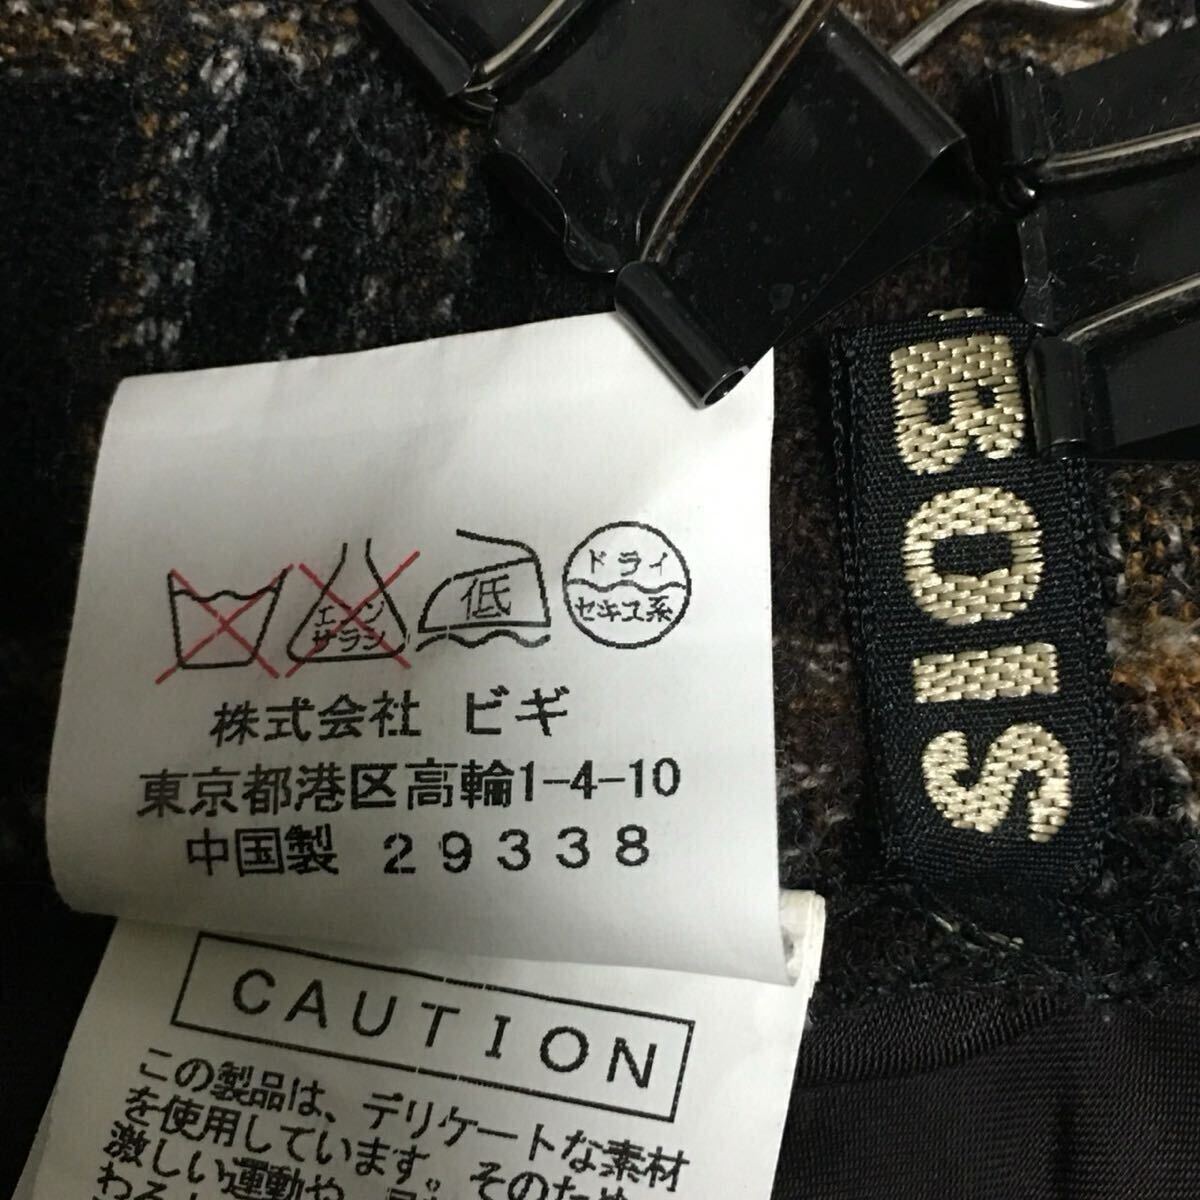 BOIS
エンソ
サラシ
低
ドライ
セキユ系
株式会社 ビギ
東京都港区高輪1-4-10
中国製 29338
CAUTION
この製品は、デリケートな素材
を使用しています。そのため
激しい運動や